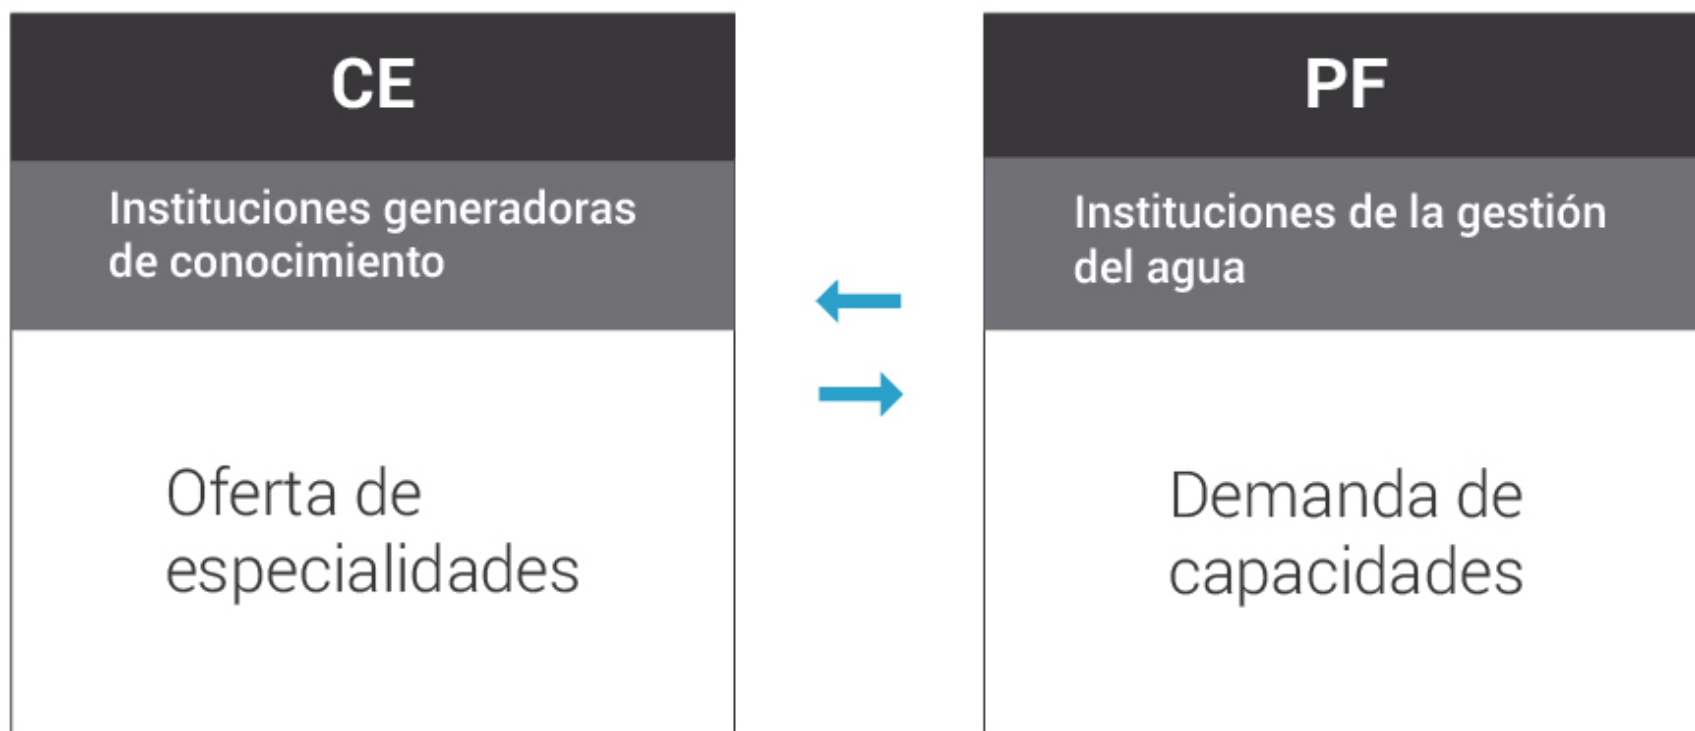 CE
Instituciones generadoras
de conocimiento
Oferta de
especialidades
PF
Instituciones de la gestión
del agua
Demanda de
capacidades